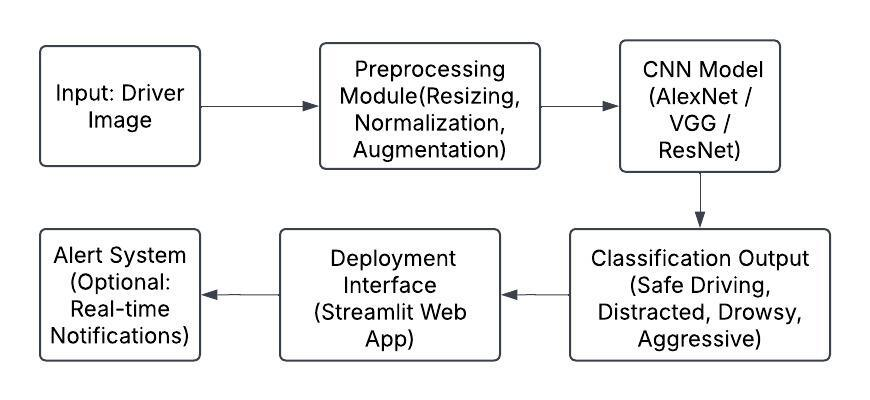 Input: Driver
Image
Preprocessing
Module(Resizing,
Normalization,
Augmentation)
CNN Model
(AlexNet /
VGG /
ResNet)
Classification Output
(Safe Driving,
Distracted, Drowsy,
Aggressive)
Deployment
Interface
(Streamlit Web
App)
Alert System
(Optional:
Real-time
Notifications)